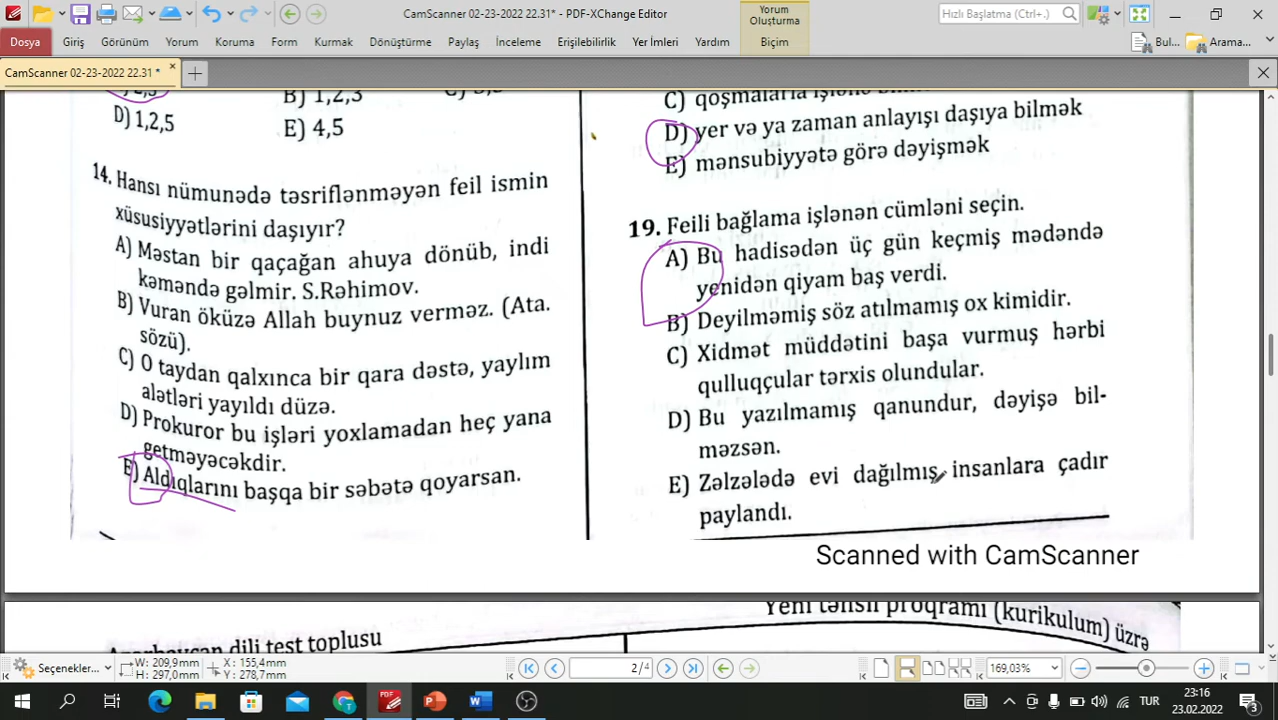 CamScanner 02-23-2022 22.31* - PDF-XChange Editor
Yorum Oluşturma
Hızlı Başlatma (Ctrl+.)
Dosya
Giriş
Görünüm
Yorum
Koruma
Form
Kurmak
Dönüştürme
Paylaş
İnceleme
Erişilebilirlik
Yer İmleri
Yardım
Biçim
Bul...
Arama...
CamScanner 02-23-2022 22.31 *
B) 1,2,3
D) 1,2,5
E) 4,5
14. Hansı nümunədə təsriflənməyən feil ismin
xüsusiyyətlərini daşıyır?
A) Məstan bir qaçağan ahuya dönüb, indi
kəməndə gəlmir. S.Rəhimov.
B) Vuran öküzə Allah buynuz verməz. (Ata.
sözü).
C) O taydan qalxınca bir qara dəstə, yaylım
alətləri yayıldı düzə.
D) Prokuror bu işləri yoxlamadan heç yana
getməyəcəkdir.
E) Aldıqlarını başqa bir səbətə qoyarsan.
C) qoşmalarla
D) yer və ya zaman anlayışı daşıya bilmək
E) mənsubiyyətə görə dəyişmək
19. Feili bağlama işlənən cümləni seçin.
A) Bu hadisədən üç gün keçmiş mədəndə
yenidən qiyam baş verdi.
B) Deyilməmiş söz atılmamış ox kimidir.
C) Xidmət müddətini başa vurmuş hərbi
qulluqçular tərxis olundular.
D) Bu yazılmamış qanundur, dəyişə bil-
məzsən.
E) Zəlzələdə evi dağılmış insanlara çadır
paylandı.
Scanned with CamScanner
Azərbaycan dili test toplusu
Yeni təhsil proqramı (kurikulum) üzrə
Seçenekler...
W: 209,9mm
H: 297,0mm
X: 155,4mm
Y: 278,7mm
2/4
169,03%
TUR
23:16
23.02.2022
3